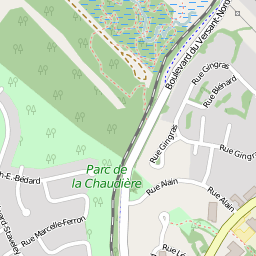 Boulevard du Versant-Nord
Rue Gingras
Rue Biénard
Rue Gingras
Rue Gingras
Parc de
la Chaudière
h-E.-Bédard
Rue Alain
Rue Alain
Rue Marcelle-Ferron